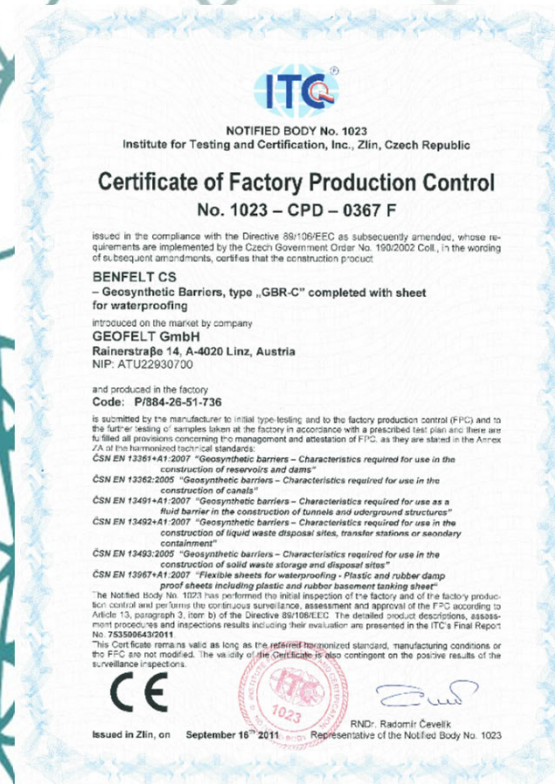 ITC
®
NOTIFIED BODY No. 1023
Institute for Testing and Certification, Inc., Zlin, Czech Republic
Certificate of Factory Production Control
No. 1023 – CPD – 0367 F
issued in the compliance with the Directive 89/106/EEC as subsequently amended, whose re-
quirements are implemented by the Czech Government Order No. 190/2002 Coll., in the wording
of subsequent amendments, certifies that the construction product
BENFELT CS
– Geosynthetic Barriers, type „GBR-C" completed with sheet
for waterproofing
introduced on the market by company
GEOFELT GmbH
Rainerstraβe 14, A-4020 Linz, Austria
NIP: ATU22930700
and produced in the factory
Code: P/884-26-51-736
is submitted by the manufacturer to initial type-testing and to the factory production control (FPC) and to
the further testing of samples taken at the factory in accordance with a prescribed test plan and there are
fulfilled all provisions concerning the management and attestation of FPC, as they are stated in the Annex
ZA of the harmonized technical standards:
ČSN EN 13361+A1:2007 "Geosynthetic barriers – Characteristics required for use in the
construction of reservoirs and dams"
ČSN EN 13362:2005 "Geosynthetic barriers – Characteristics required for use in the
construction of canals"
ČSN EN 13491+A1:2007 "Geosynthetic barriers – Characteristics required for use as a
fluid barrier in the construction of tunnels and uderground structures"
ČSN EN 13492+A1:2007 "Geosynthetic barriers – Characteristics required for use in the
construction of liquid waste disposal sites, transfer stations or seondary
containment"
ČSN EN 13493:2005 "Geosynthetic barriers – Characteristics required for use in the
construction of solid waste storage and disposal sites"
ČSN EN 13967+A1:2007 "Flexible sheets for waterproofing - Plastic and rubber damp
proof sheets including plastic and rubber basement tanking sheet"
The Notified Body No. 1023 has performed the initial inspection of the factory and of the factory produc-
tion control and performs the continuous surveillance, assessment and approval of the FPC according to
Article 13, paragraph 3, item b) of the Directive 89/106/EEC. The detailed product descriptions, assess-
ment procedures and inspections results including their evaluation are presented in the ITC's Final Report
No. 753500643/2011.
This Certificate remains valid as long as the referred harmonized standard, manufacturing conditions or
the FPC are not modified. The validity of the Certificate is also contingent on the positive results of the
surveillance inspections.
CE
ITC
1023
RNDr. Radomír Čevelík
Issued in Zlín, on September 16th 2011
Representative of the Notified Body No. 1023